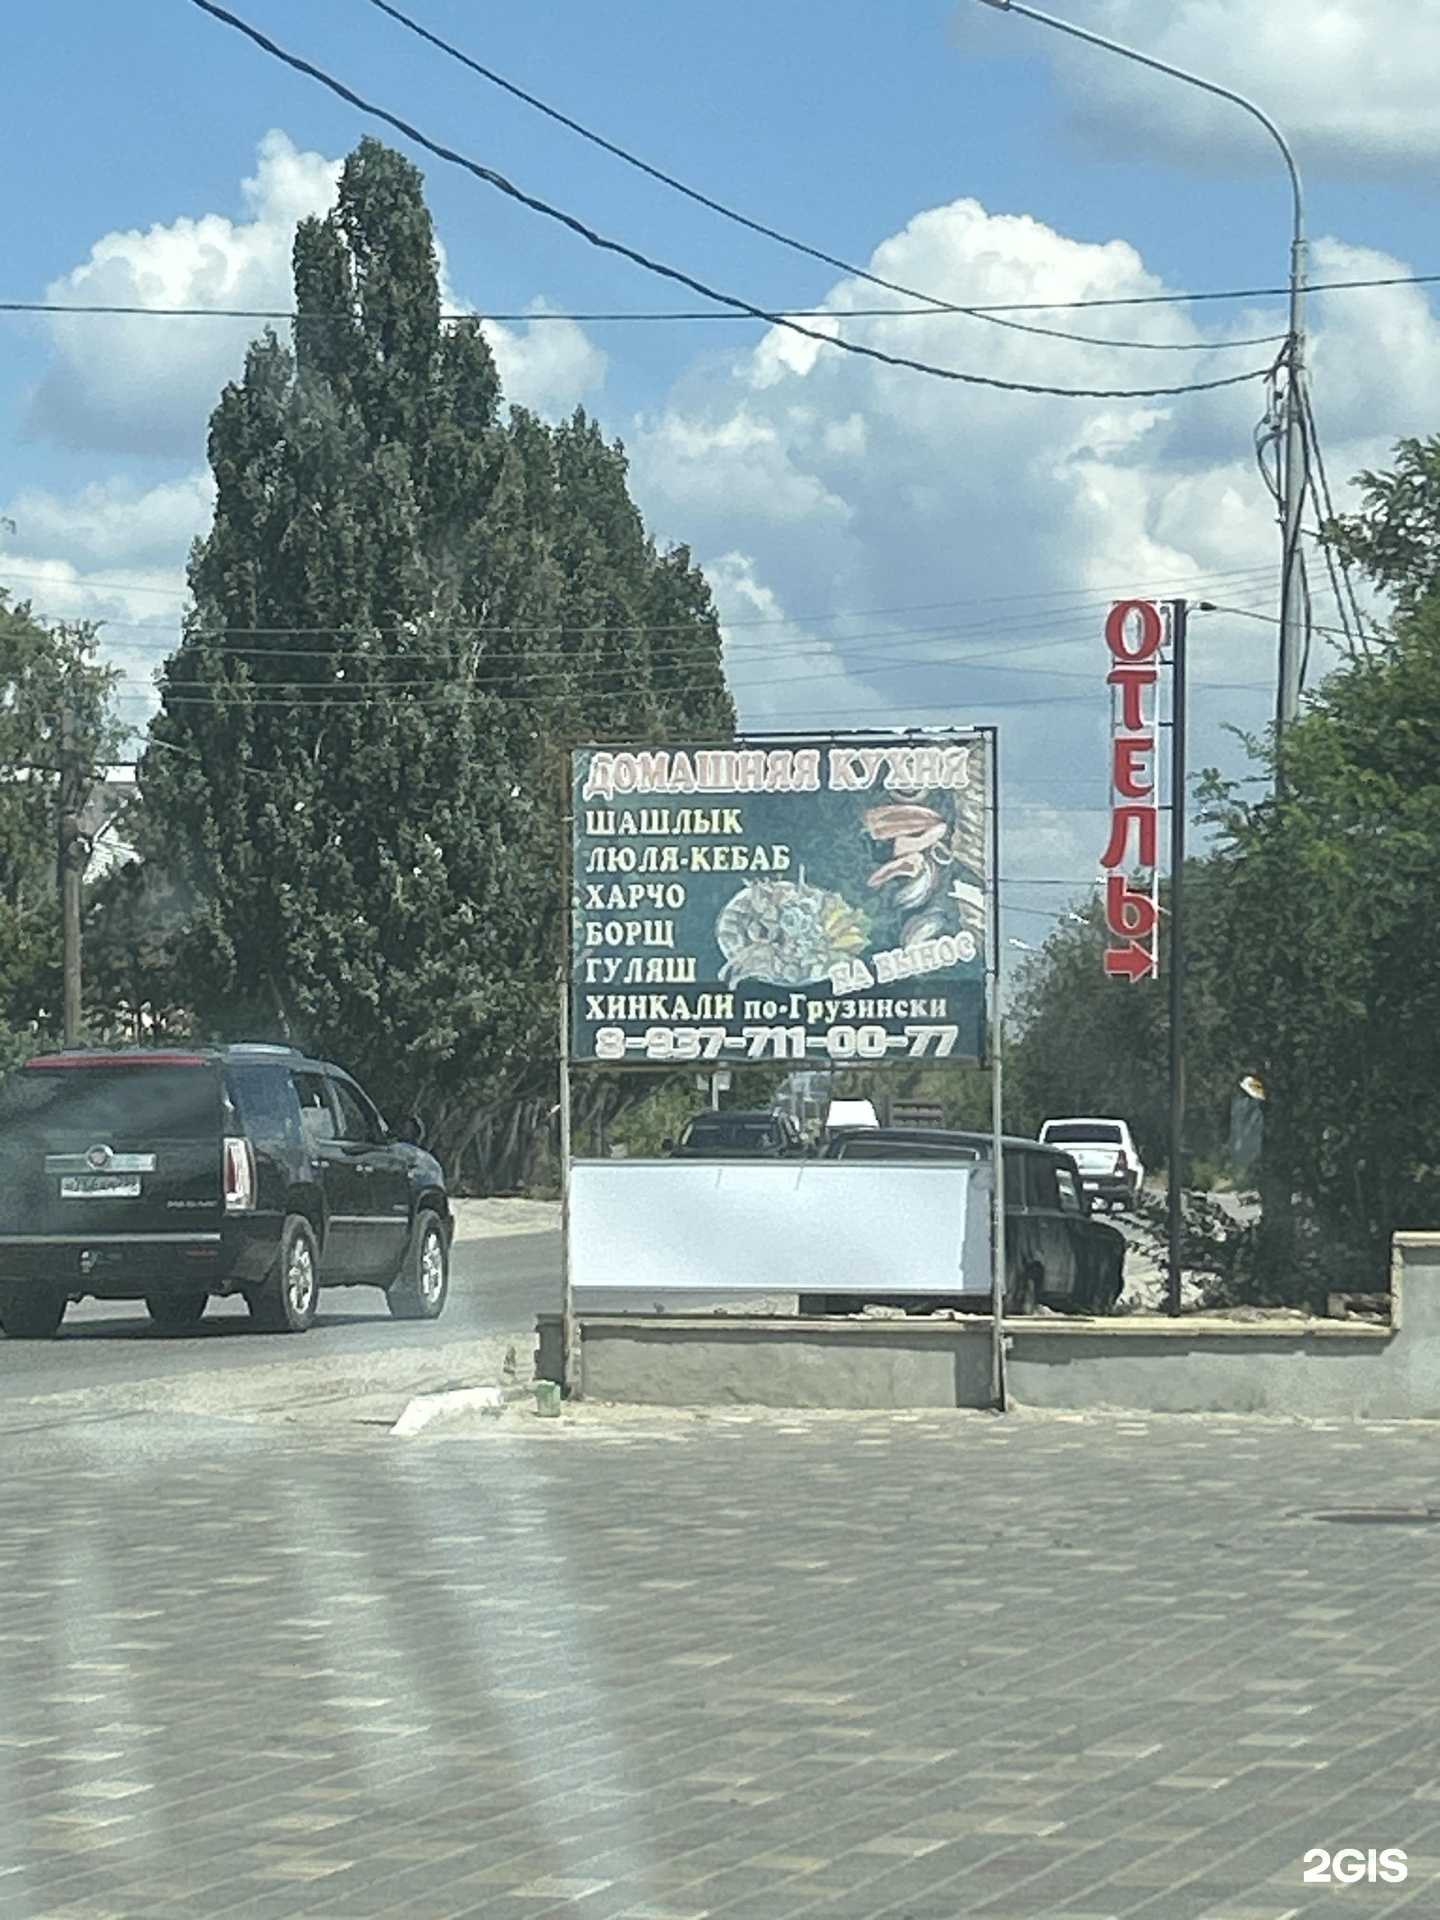 ДОМАШНЯЯ КУХНЯ
ШАШЛЫК
ЛЮЛЯ-КЕБАБ
ХАРЧО
БОРЩ
ГУЛЯШ
НА ВЫНОС
ХИНКАЛИ по-Грузински
8-937-711-00-77
ОТЕЛЬ
2GIS